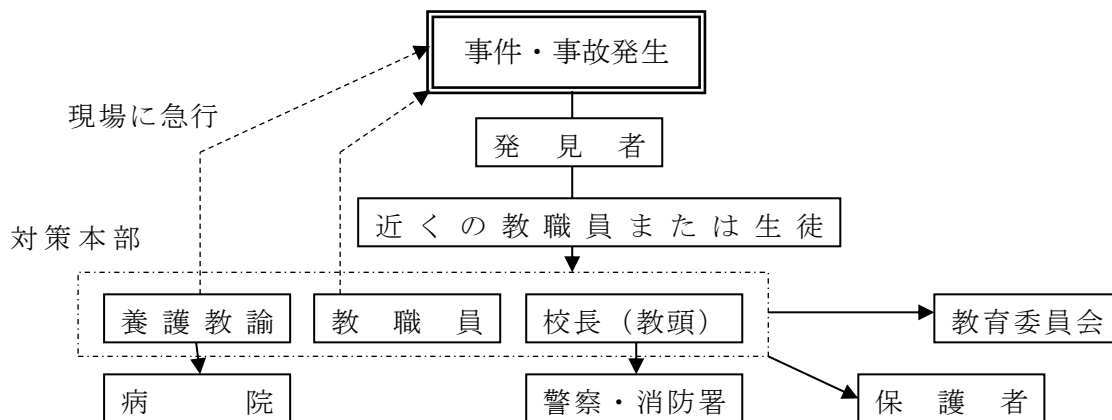 事件・事故発生
現場に急行
発見者
近くの教職員または生徒
対策本部
養護教諭
教職員
校長（教頭）
教育委員会
病院
警察・消防署
保護者